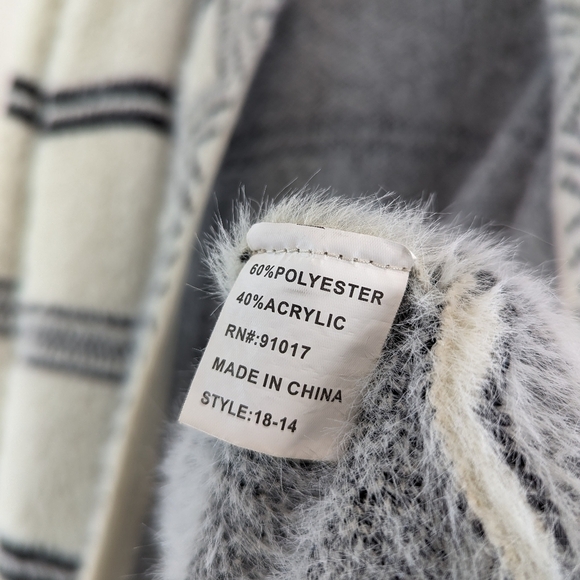 60%POLYESTER
40%ACRYLIC
RN#:91017
MADE IN CHINA
STYLE:18-14